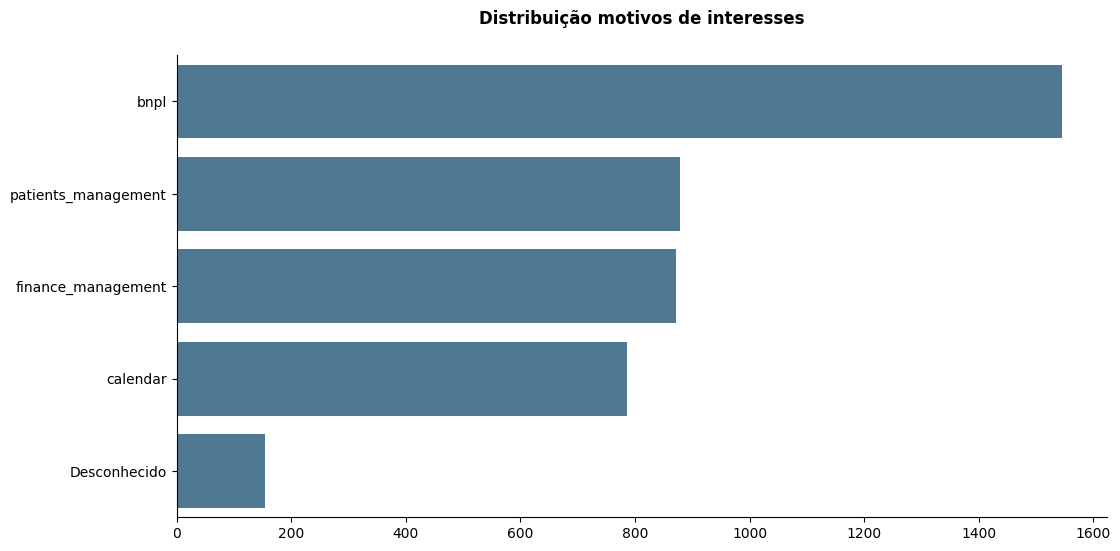 Distribuição motivos de interesses
bnpl
patients_management
finance_management
calendar
Desconhecido
0 200 400 600 800 1000 1200 1400 1600